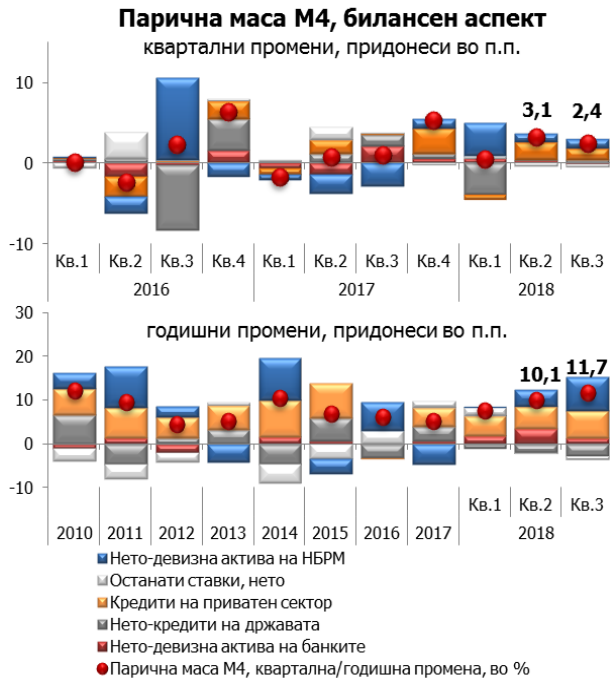 Парична маса М4, билансен аспект
квартални промени, придонеси во п.п.
10
3,1
2,4
0
-10
Кв.1 Кв.2 Кв.3 Кв.4 Кв.1 Кв.2 Кв.3 Кв.4 Кв.1 Кв.2 Кв.3
2016 2017 2018
30
годишни промени, придонеси во п.п.
20
10,1 11,7
10
0
-10
Кв.1 Кв.2 Кв.3
2010 2011 2012 2013 2014 2015 2016 2017 2018
Нето-девизна актива на НБРМ
Останати ставки, нето
Кредити на приватен сектор
Нето-кредити на државата
Нето-девизна актива на банките
Парична маса М4, квартална/годишна промена, во %